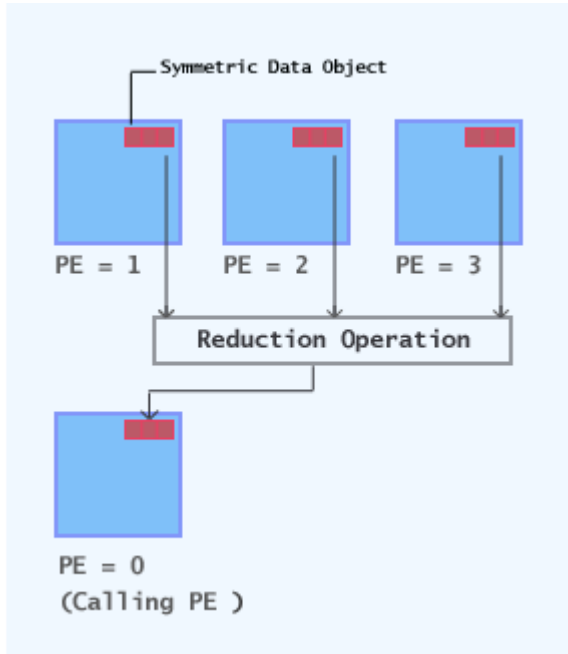 Symmetric Data Object
PE = 1
PE = 2
PE = 3
Reduction Operation
PE = 0
(Calling PE )